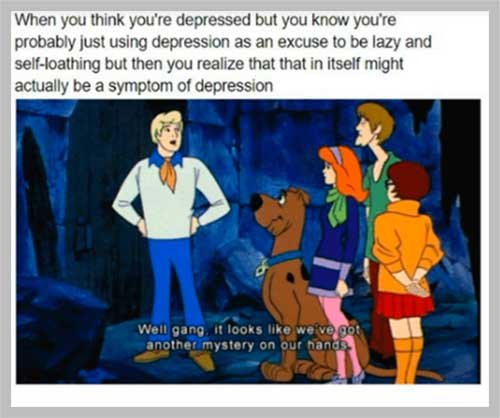 When you think you're depressed but you know you're
probably just using depression as an excuse to be lazy and
self-loathing but then you realize that that in itself might
actually be a symptom of depression
Well gang, it looks like we've got
another mystery on our hands.